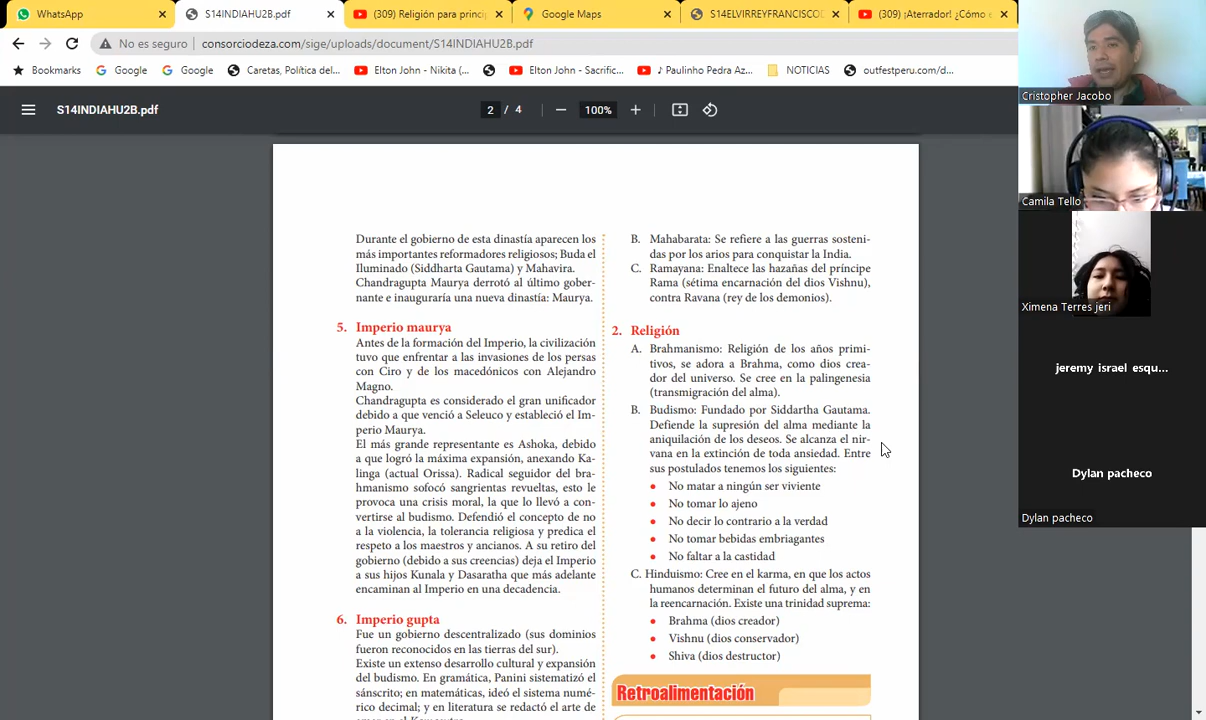 WhatsApp
S14INDIAHU2B.pdf
(309) Religión para princi
Google Maps
S14ELVIRREYFRANCISCO
(309) ¡Aterrador! ¿Cómo
No es seguro
consorciodeza.com/sige/uploads/document/S14INDIAHU2B.pdf
Bookmarks
Google
Google
Caretas, Política del...
Elton John - Nikita (...
Elton John - Sacrific...
♪ Paulinho Pedra Az...
NOTICIAS
outfestperu.com/d...
S14INDIAHU2B.pdf
2 / 4
100%
Durante el gobierno de esta dinastía aparecen los
más importantes reformadores religiosos; Buda el
Iluminado (Siddharta Gautama) y Mahavira.
Chandragupta Maurya derrotó al último gober-
nante e inauguraría una nueva dinastía: Maurya.
5. Imperio maurya
Antes de la formación del Imperio, la civilización
tuvo que enfrentar a las invasiones de los persas
con Ciro y de los macedónicos con Alejandro
Magno.
Chandragupta es considerado el gran unificador
debido a que venció a Seleuco y estableció el Im-
perio Maurya.
El más grande representante es Ashoka, debido
a que logró la máxima expansión, anexando Ka-
linga (actual Orissa). Radical seguidor del bra-
hmanismo sofocó sangrientas revueltas, esto le
provoca una crisis moral, la que lo llevó a con-
vertirse al budismo. Defendió el concepto de no
a la violencia, la tolerancia religiosa y predica el
respeto a los maestros y ancianos. A su retiro del
gobierno (debido a sus creencias) deja el Imperio
a sus hijos Kunala y Dasaratha que más adelante
encaminan al Imperio en una decadencia.
6. Imperio gupta
Fue un gobierno descentralizado (sus dominios
fueron reconocidos en las tierras del sur).
Existe un extenso desarrollo cultural y expansión
del budismo. En gramática, Panini sistematizó el
sánscrito; en matemáticas, ideó el sistema numé-
rico decimal; y en literatura se redactó el arte de
B. Mahabarata: Se refiere a las guerras sosteni-
das por los arios para conquistar la India.
C. Ramayana: Enaltece las hazañas del príncipe
Rama (sétima encarnación del dios Vishnu),
contra Ravana (rey de los demonios).
2. Religión
A. Brahmanismo: Religión de los años primi-
tivos, se adora a Brahma, como dios crea-
dor del universo. Se cree en la palingenesia
(transmigración del alma).
B. Budismo: Fundado por Siddartha Gautama.
Defiende la supresión del alma mediante la
aniquilación de los deseos. Se alcanza el nir-
vana en la extinción de toda ansiedad. Entre
sus postulados tenemos los siguientes:
• No matar a ningún ser viviente
• No tomar lo ajeno
• No decir lo contrario a la verdad
• No tomar bebidas embriagantes
• No faltar a la castidad
C. Hinduismo: Cree en el karma, en que los actos
humanos determinan el futuro del alma, y en
la reencarnación. Existe una trinidad suprema:
• Brahma (dios creador)
• Vishnu (dios conservador)
• Shiva (dios destructor)
Retroalimentación
Cristopher Jacobo
Camila Tello
Ximena Terres jeri
jeremy israel esqu...
Dylan pacheco
Dylan pacheco